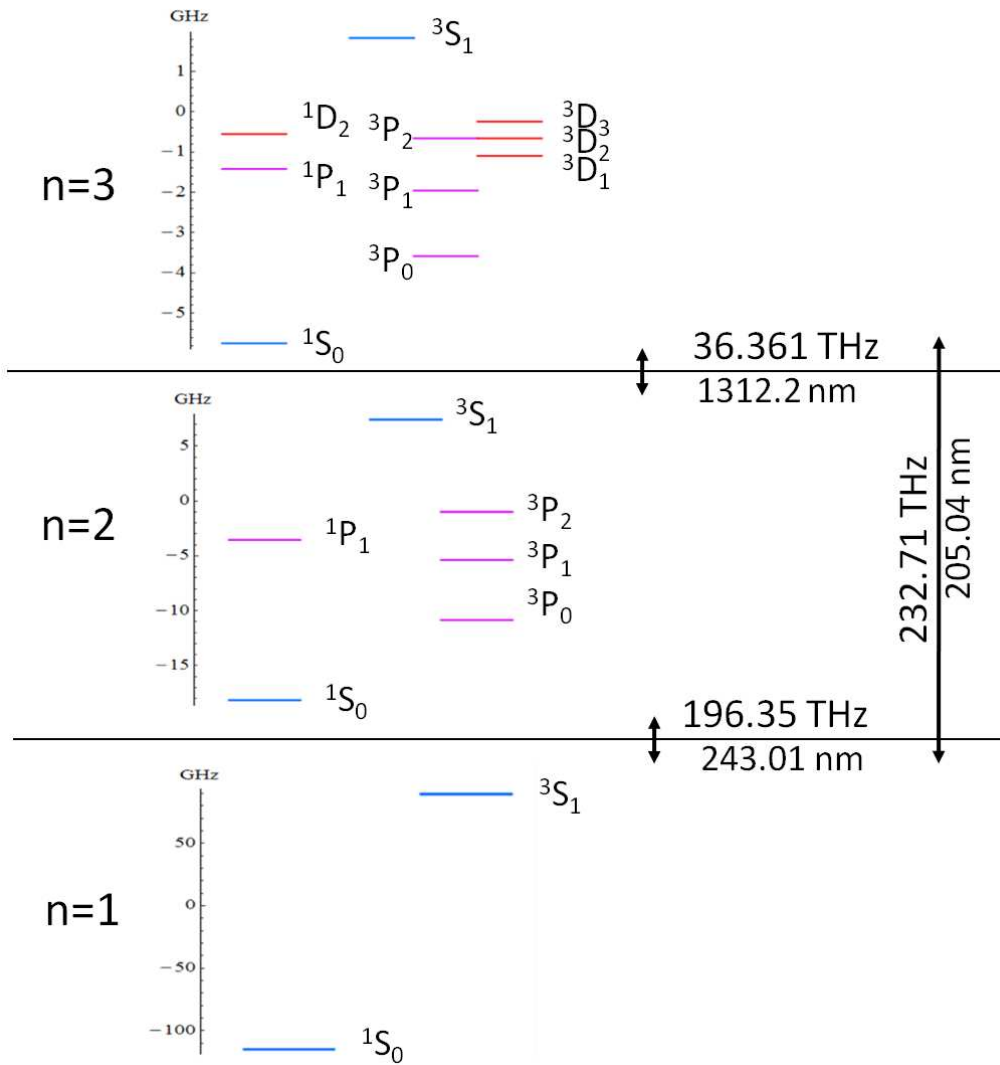 GHz
³S₁
1
0
¹D₂
³P₂
³D₃
³D₂
−1
³D₁
¹P₁
n=3
³P₁
−2
−3
³P₀
−4
−5
¹S₀
36.361 THz
1312.2 nm
GHz
³S₁
5
0
³P₂
n=2
¹P₁
−5
³P₁
³P₀
−10
−15
¹S₀
232.71 THz
205.04 nm
196.35 THz
243.01 nm
GHz
³S₁
50
n=1
0
−50
−100
¹S₀